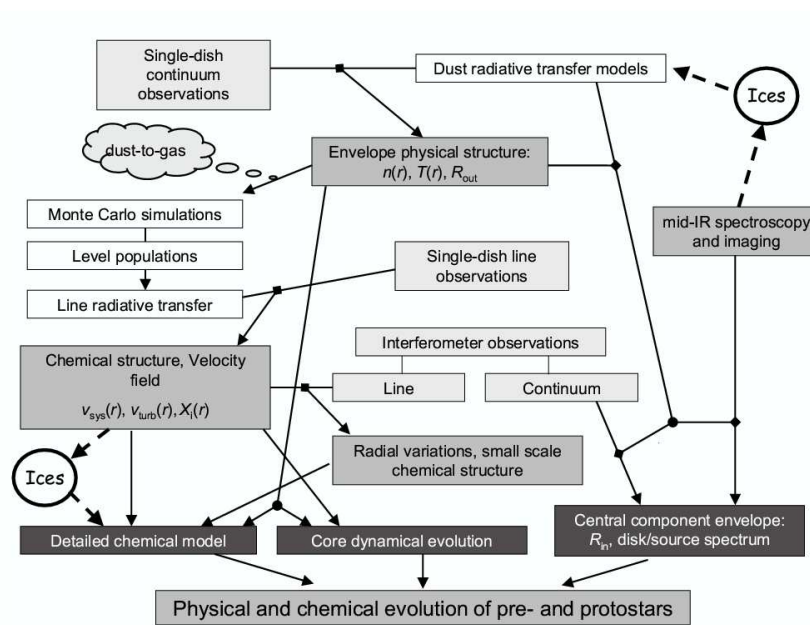 Single-dish
continuum
observations
Dust radiative transfer models
Ices
dust-to-gas
Envelope physical structure:
n(r), T(r), Rout
Monte Carlo simulations
mid-IR spectroscopy
and imaging
Level populations
Single-dish line
observations
Line radiative transfer
Interferometer observations
Chemical structure, Velocity
field
vsys(r), vturb(r), Xi(r)
Line
Continuum
Radial variations, small scale
chemical structure
Ices
Detailed chemical model
Core dynamical evolution
Central component envelope:
Rin, disk/source spectrum
Physical and chemical evolution of pre- and protostars